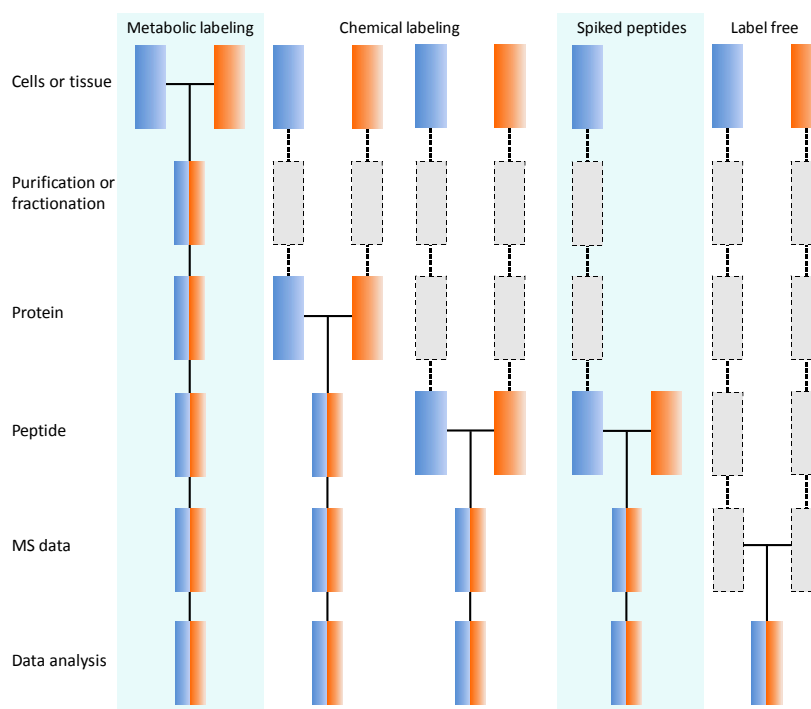 Metabolic labeling
Chemical labeling
Spiked peptides
Label free
Cells or tissue
Purification or
fractionation
Protein
Peptide
MS data
Data analysis